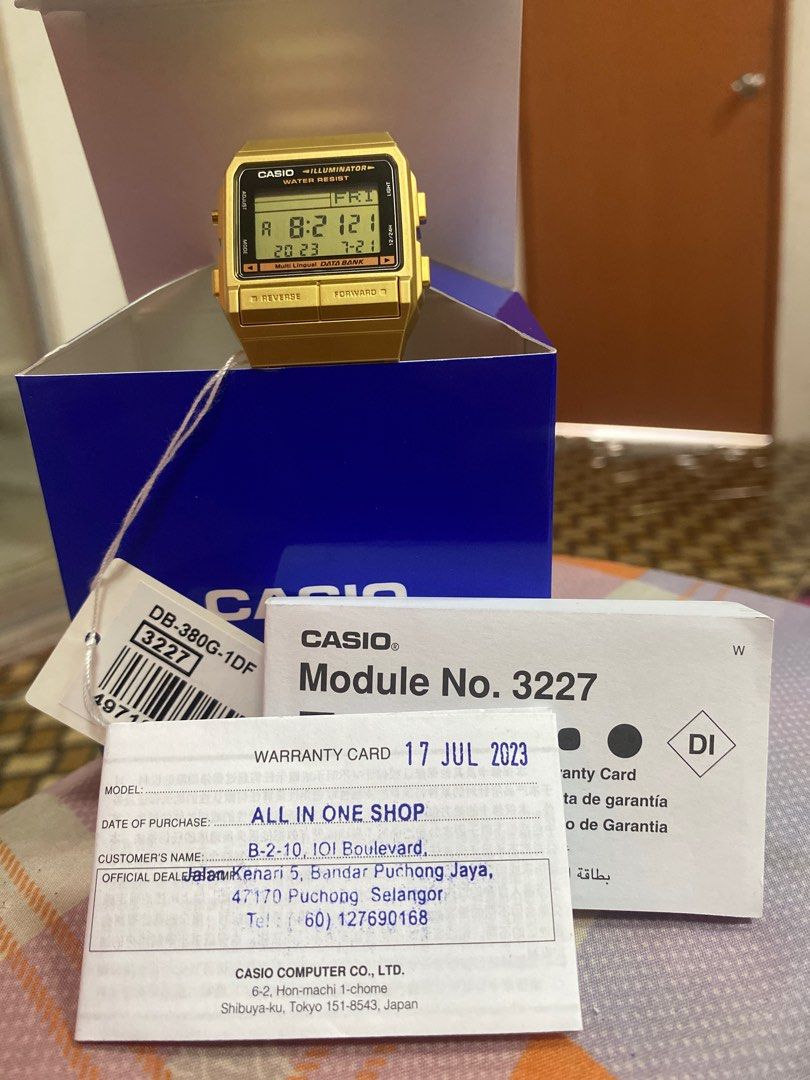 CASIO ILLUMINATOR
WATER RESIST
ADJUST
LIGHT
FRI
A 8:21 21
2023 7-21
MODE
12/24H
Multi Lingual DATA BANK
REVERSE FORWARD
CASIO
DB-380G-1DF
3227
4971
CASIO®
W
Module No. 3227
DI
ranty Card
ta de garantía
o de Garantia
بطاقة
WARRANTY CARD 17 JUL 2023
MODEL:
DATE OF PURCHASE: ALL IN ONE SHOP
CUSTOMER'S NAME: B-2-10, IOI Boulevard,
OFFICIAL DEALER'S STAMP Jalan Kenari 5, Bandar Puchong Jaya,
47170 Puchong Selangor
Tel : (+60) 127690168
CASIO COMPUTER CO., LTD.
6-2, Hon-machi 1-chome
Shibuya-ku, Tokyo 151-8543, Japan